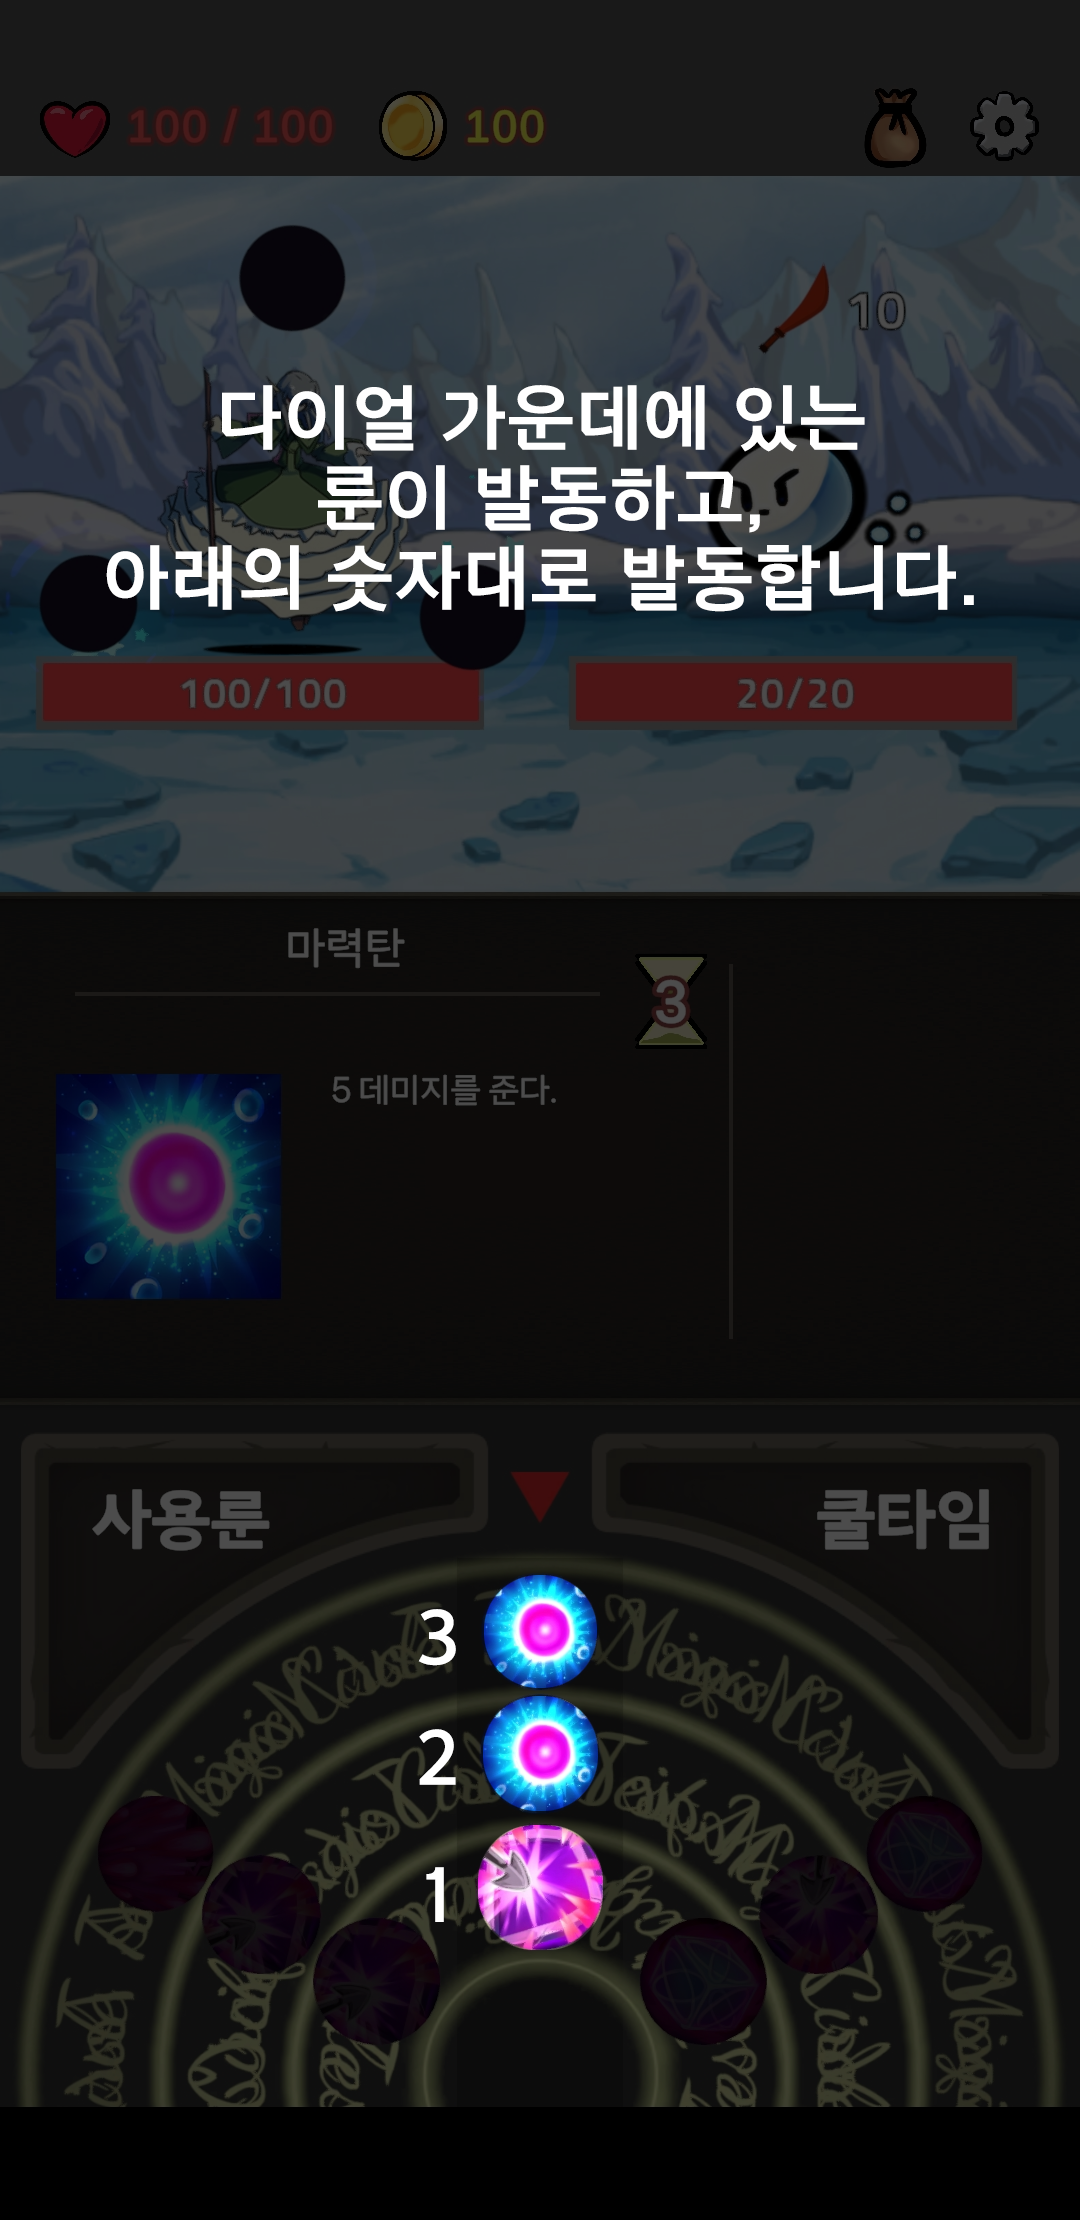 100 / 100
100
10
다이얼 가운데에 있는
룬이 발동하고,
아래의 숫자대로 발동합니다.
100/100
20/20
마력탄
3
5 데미지를 준다.
사용룬
쿨타임
3
2
1